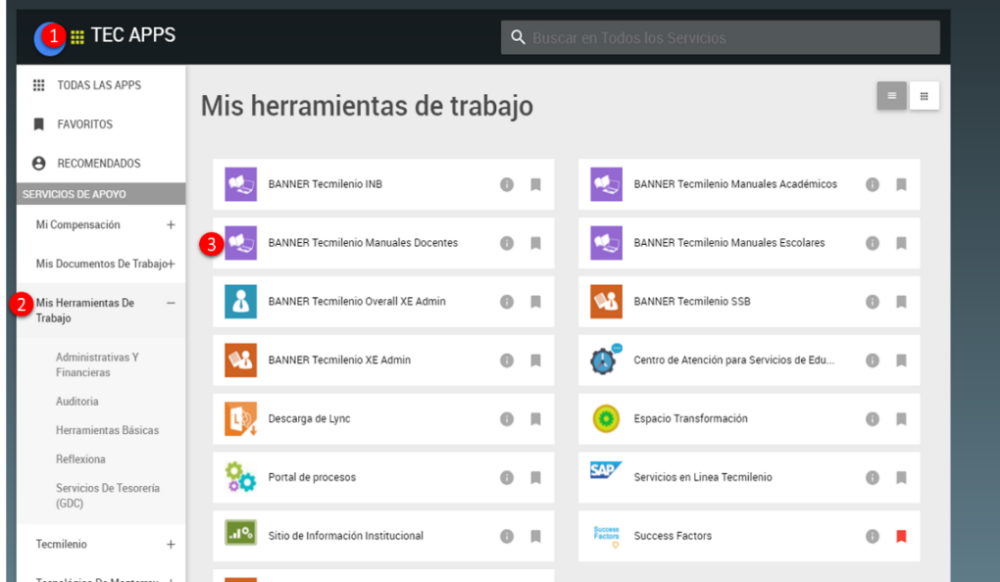 1
TEC APPS
Buscar en Todos los Servicios
TODAS LAS APPS
FAVORITOS
RECOMENDADOS
SERVICIOS DE APOYO
Mi Compensación +
Mis Documentos De Trabajo+
2
Mis Herramientas De —
Trabajo
Administrativas Y
Financieras
Auditoria
Herramientas Básicas
Reflexiona
Servicios De Tesorería
(GDC)
Tecmilenio +
Tecnológico De Monterrey +
Mis herramientas de trabajo
BANNER Tecmilenio INB
BANNER Tecmilenio Manuales Académicos
3
BANNER Tecmilenio Manuales Docentes
BANNER Tecmilenio Manuales Escolares
BANNER Tecmilenio Overall XE Admin
BANNER Tecmilenio SSB
BANNER Tecmilenio XE Admin
Centro de Atención para Servicios de Edu...
Descarga de Lync
Espacio Transformación
Portal de procesos
SAP
Servicios en Linea Tecmilenio
Sitio de Información Institucional
Success
Factors
Success Factors